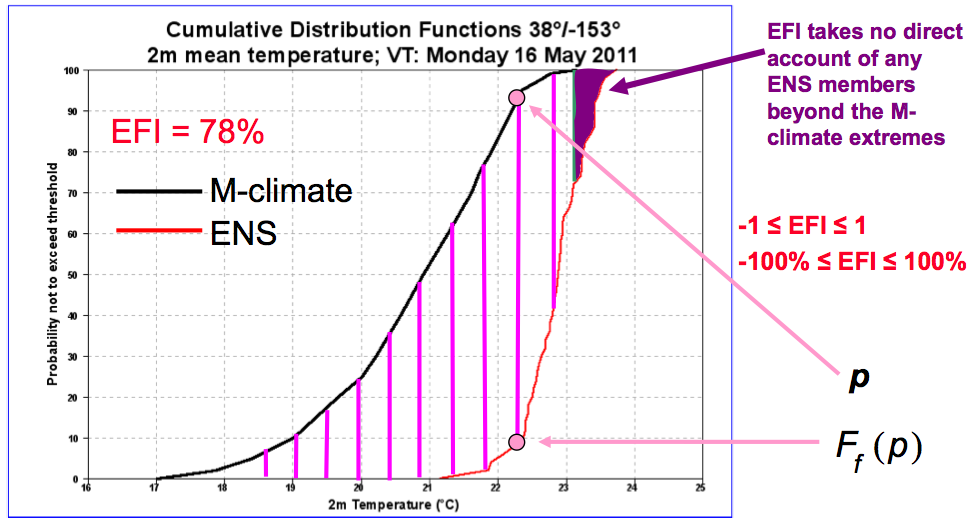 Cumulative Distribution Functions 38°/-153°
2m mean temperature; VT: Monday 16 May 2011
EFI takes no direct
account of any
ENS members
beyond the M-
climate extremes
EFI = 78%
M-climate
ENS
-1 ≤ EFI ≤ 1
-100% ≤ EFI ≤ 100%
p
F_f (p)
Probability not to exceed threshold
100
90
80
70
60
50
40
30
20
10
0
16 17 18 19 20 21 22 23 24 25
2m Temperature (°C)